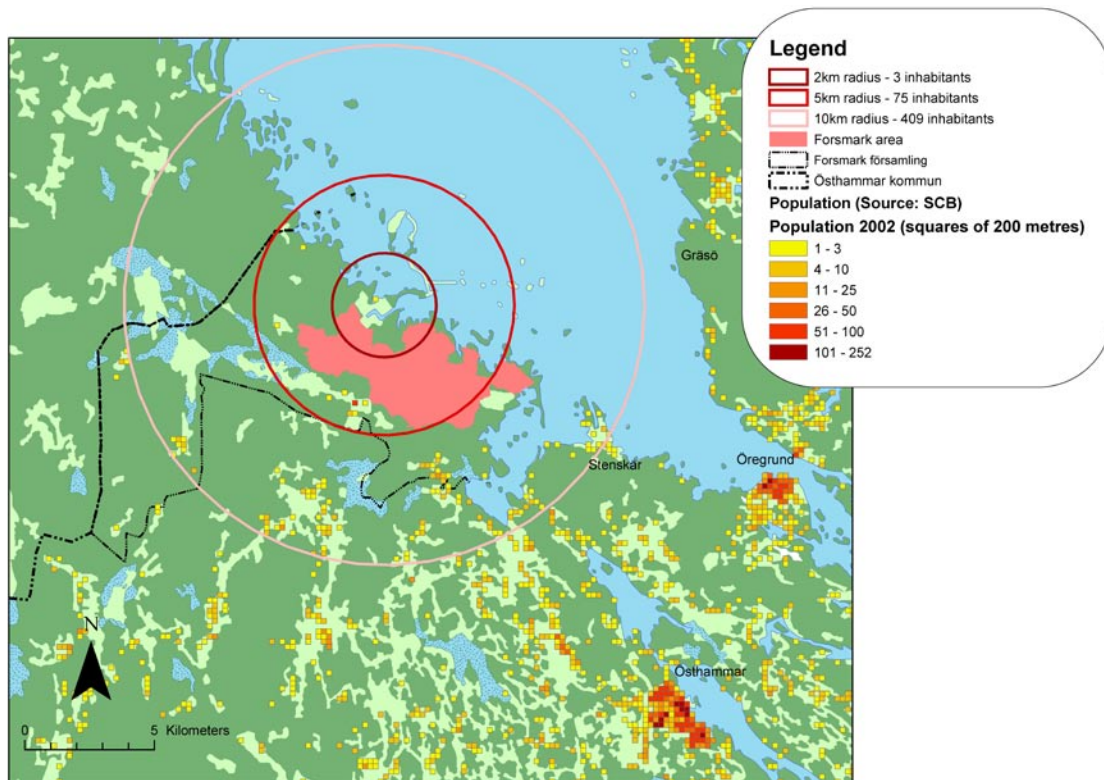 Legend
2km radius - 3 inhabitants
5km radius - 75 inhabitants
10km radius - 409 inhabitants
Forsmark area
Forsmark församling
Östhammar kommun
Population (Source: SCB)
Population 2002 (squares of 200 metres)
1 - 3
4 - 10
11 - 25
26 - 50
51 - 100
101 - 252
Gräsö
Stenskär
Öregrund
Östhammar
N
0 5 Kilometers